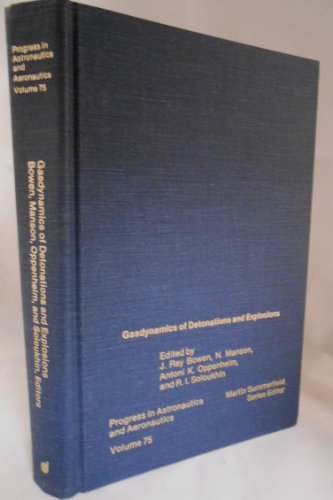 Progress in
Astronautics
and
Aeronautics
Volume 75
Gasdynamics of Detonations and Explosions
Bowen, Manson, Oppenheim, and Soloukhin, Editors
Gasdynamics of Detonations and Explosions
Edited by
J. Ray Bowen, N. Manson,
Antoni K. Oppenheim,
and R. I. Soloukhin
Progress in Astronautics
and Aeronautics
Martin Summerfield
Series Editor
Volume 75